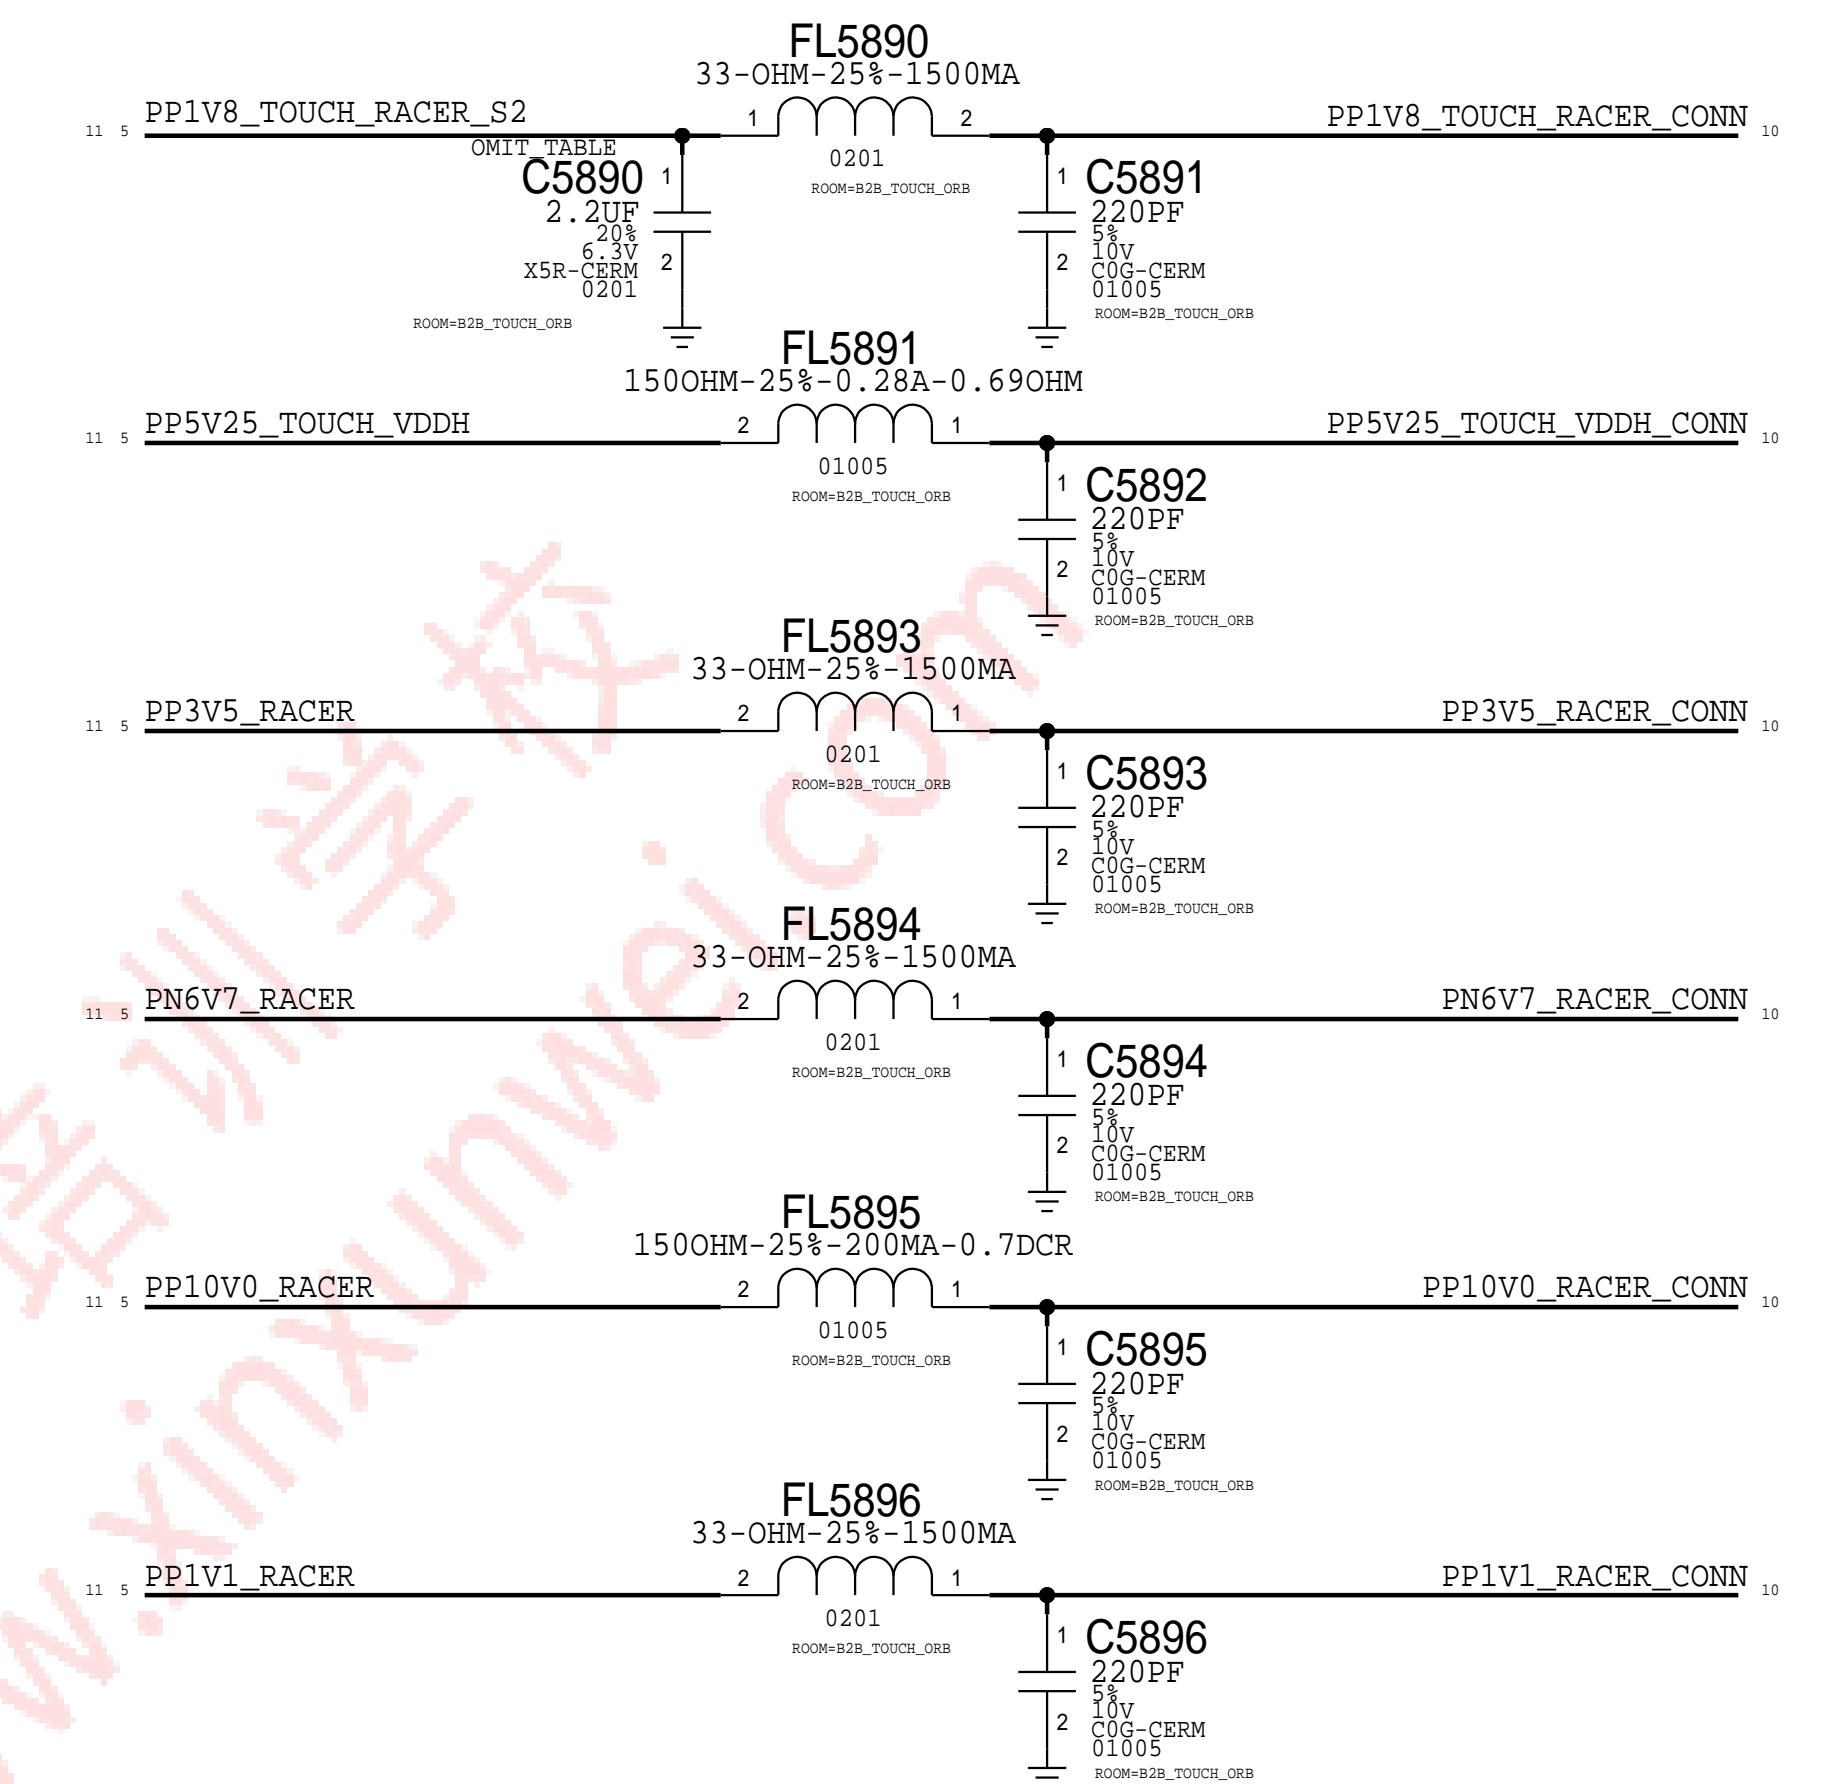 FL5890
33-OHM-25%-1500MA
11 5 PP1V8_TOUCH_RACER_S2 1 2 PP1V8_TOUCH_RACER_CONN 10
OMIT_TABLE
0201
ROOM=B2B_TOUCH_ORB
C5890 1
2.2UF
20%
6.3V
X5R-CERM 2
0201
ROOM=B2B_TOUCH_ORB
1 C5891
220PF
5%
10V
2 C0G-CERM
01005
ROOM=B2B_TOUCH_ORB
FL5891
150OHM-25%-0.28A-0.69OHM
11 5 PP5V25_TOUCH_VDDH 2 1 PP5V25_TOUCH_VDDH_CONN 10
01005
ROOM=B2B_TOUCH_ORB
1 C5892
220PF
5%
10V
2 C0G-CERM
01005
ROOM=B2B_TOUCH_ORB
FL5893
33-OHM-25%-1500MA
11 5 PP3V5_RACER 2 1 PP3V5_RACER_CONN 10
0201
ROOM=B2B_TOUCH_ORB
1 C5893
220PF
5%
10V
2 C0G-CERM
01005
ROOM=B2B_TOUCH_ORB
FL5894
33-OHM-25%-1500MA
11 5 PN6V7_RACER 2 1 PN6V7_RACER_CONN 10
0201
ROOM=B2B_TOUCH_ORB
1 C5894
220PF
5%
10V
2 C0G-CERM
01005
ROOM=B2B_TOUCH_ORB
FL5895
150OHM-25%-200MA-0.7DCR
11 5 PP10V0_RACER 2 1 PP10V0_RACER_CONN 10
01005
ROOM=B2B_TOUCH_ORB
1 C5895
220PF
5%
10V
2 C0G-CERM
01005
ROOM=B2B_TOUCH_ORB
FL5896
33-OHM-25%-1500MA
11 5 PP1V1_RACER 2 1 PP1V1_RACER_CONN 10
0201
ROOM=B2B_TOUCH_ORB
1 C5896
220PF
5%
10V
2 C0G-CERM
01005
ROOM=B2B_TOUCH_ORB
培训学校
w.xinxunwei.com